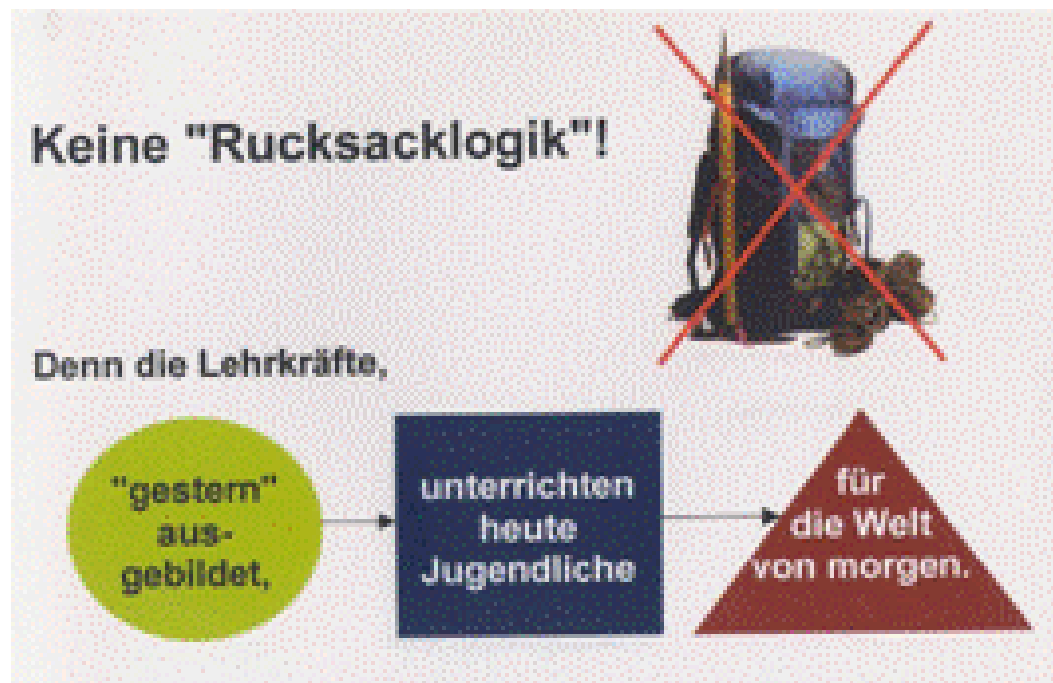 Keine "Rucksacklogik"!
Denn die Lehrkräfte,
"gestern"
aus-
gebildet,
unterrichten
heute
Jugendliche
für
die Welt
von morgen.